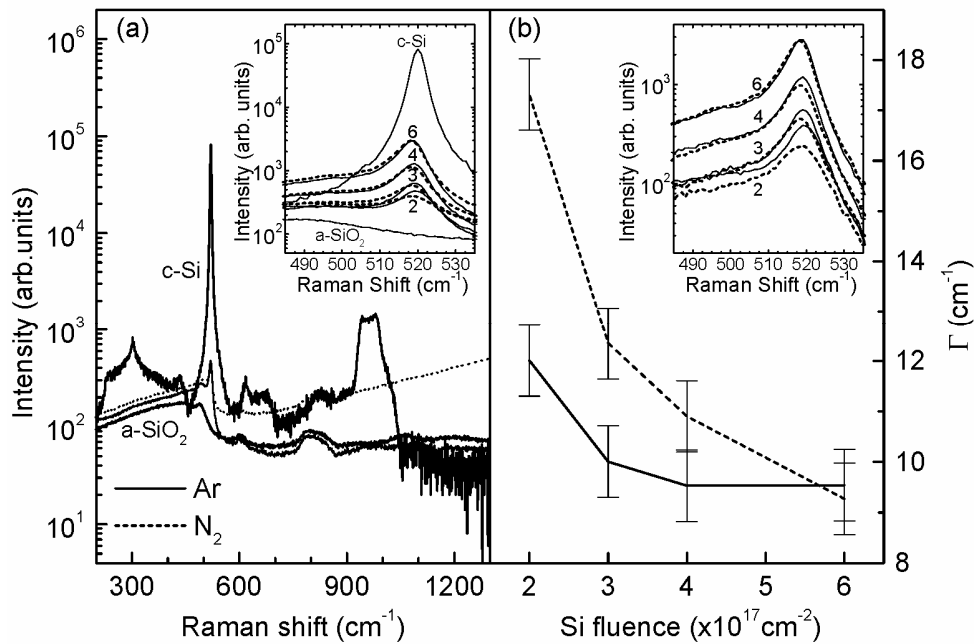 (a)
10⁶
10⁵
10⁴
10³
10²
10¹
Intensity (arb.units)
300 600 900 1200
Raman shift (cm⁻¹)
c-Si
a-SiO₂
Ar
N₂
10⁵
10⁴
10³
10²
Intensity (arb. units)
c-Si
6
4
3
2
a-SiO₂
490 500 510 520 530
Raman Shift (cm⁻¹)
(b)
10³
10²
Intensity (arb. units)
6
4
3
2
490 500 510 520 530
Raman Shift (cm⁻¹)
18
16
14
12
10
8
Γ (cm⁻¹)
2 3 4 5 6
Si fluence (x10¹⁷cm⁻²)